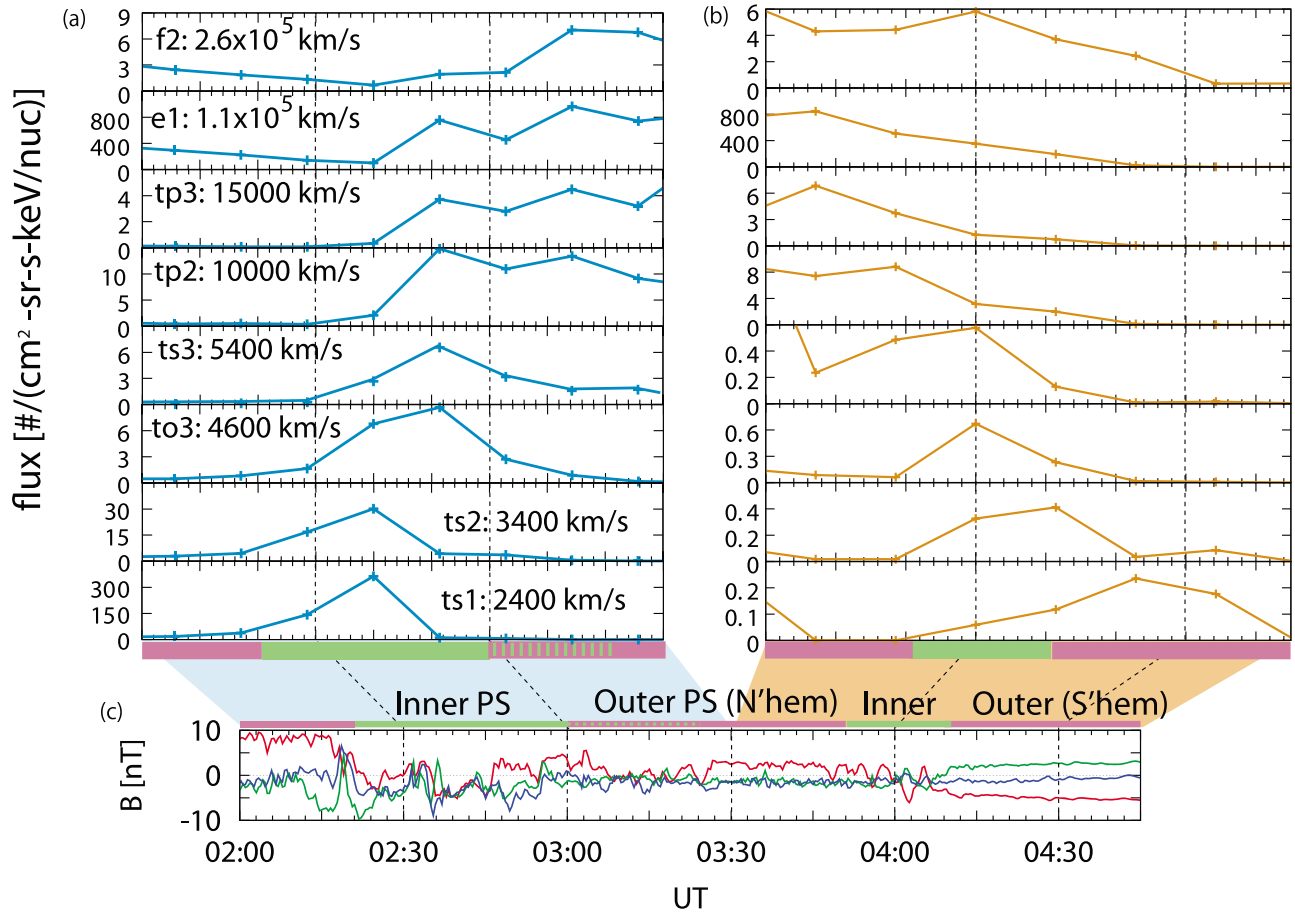 (a)
(b)
flux [#/(cm² -sr-s-keV/nuc)]
9
6
3
0
f2: 2.6x10⁵ km/s
6
4
2
0
800
400
0
e1: 1.1x10⁵ km/s
800
400
0
4
2
0
tp3: 15000 km/s
6
3
0
10
5
0
tp2: 10000 km/s
8
4
0
6
3
0
ts3: 5400 km/s
0.4
0.2
0
6
3
0
to3: 4600 km/s
0.6
0.3
0
30
15
0
ts2: 3400 km/s
0.4
0.2
0
300
150
0
ts1: 2400 km/s
0.2
0.1
0
Inner PS
Outer PS (N'hem)
Inner
Outer (S'hem)
(c)
B [nT]
10
0
-10
02:00 02:30 03:00 03:30 04:00 04:30
UT